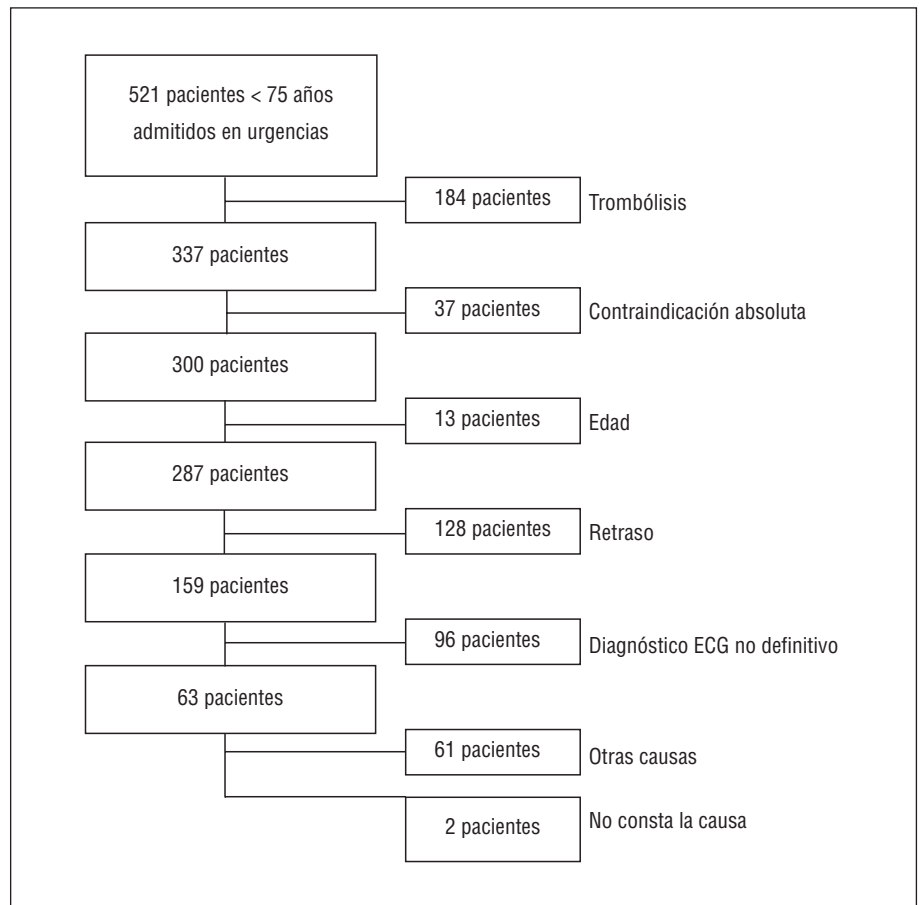 521 pacientes < 75 años
admitidos en urgencias
184 pacientes
Trombólisis
337 pacientes
37 pacientes
Contraindicación absoluta
300 pacientes
13 pacientes
Edad
287 pacientes
128 pacientes
Retraso
159 pacientes
96 pacientes
Diagnóstico ECG no definitivo
63 pacientes
61 pacientes
Otras causas
2 pacientes
No consta la causa